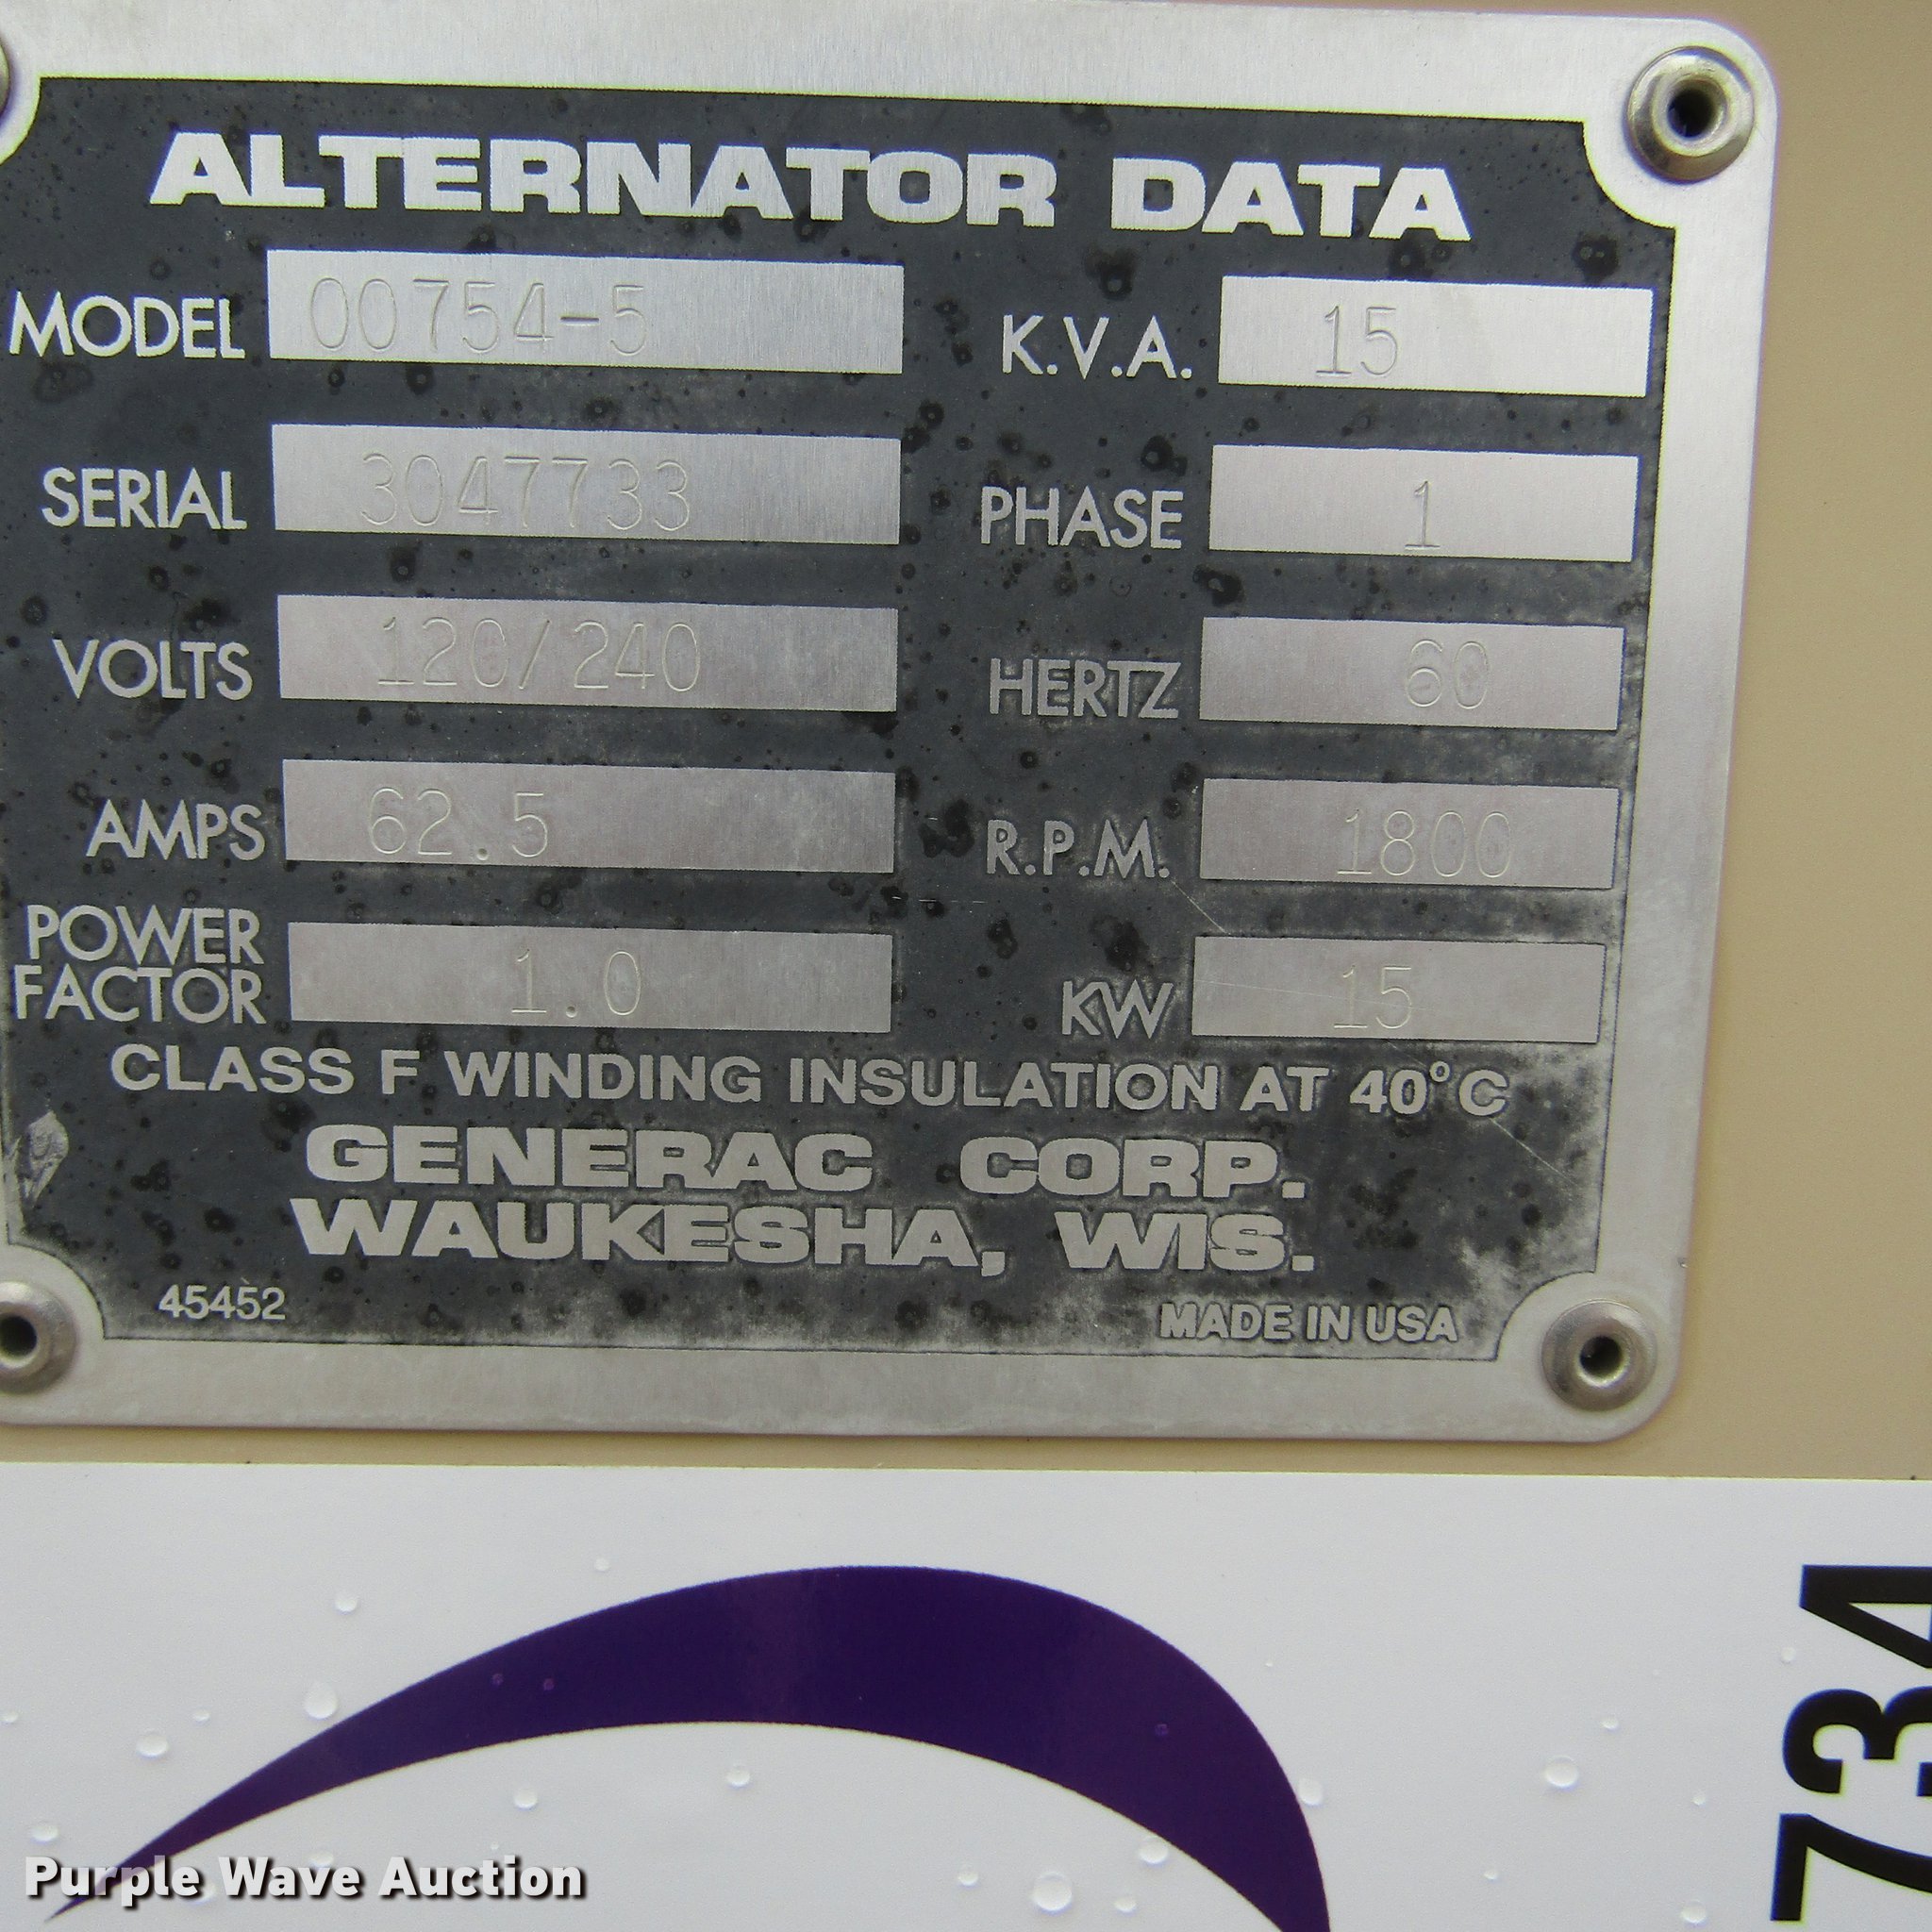 ALTERNATOR DATA
MODEL 00754-5 K.V.A. 15
SERIAL 3047733 PHASE 1
VOLTS 120/240 HERTZ 60
AMPS 62.5 R.P.M. 1800
POWER FACTOR 1.0 KW 15
CLASS F WINDING INSULATION AT 40°C
GENERAC CORP.
WAUKESHA, WIS.
45452 MADE IN USA
734
Purple Wave Auction